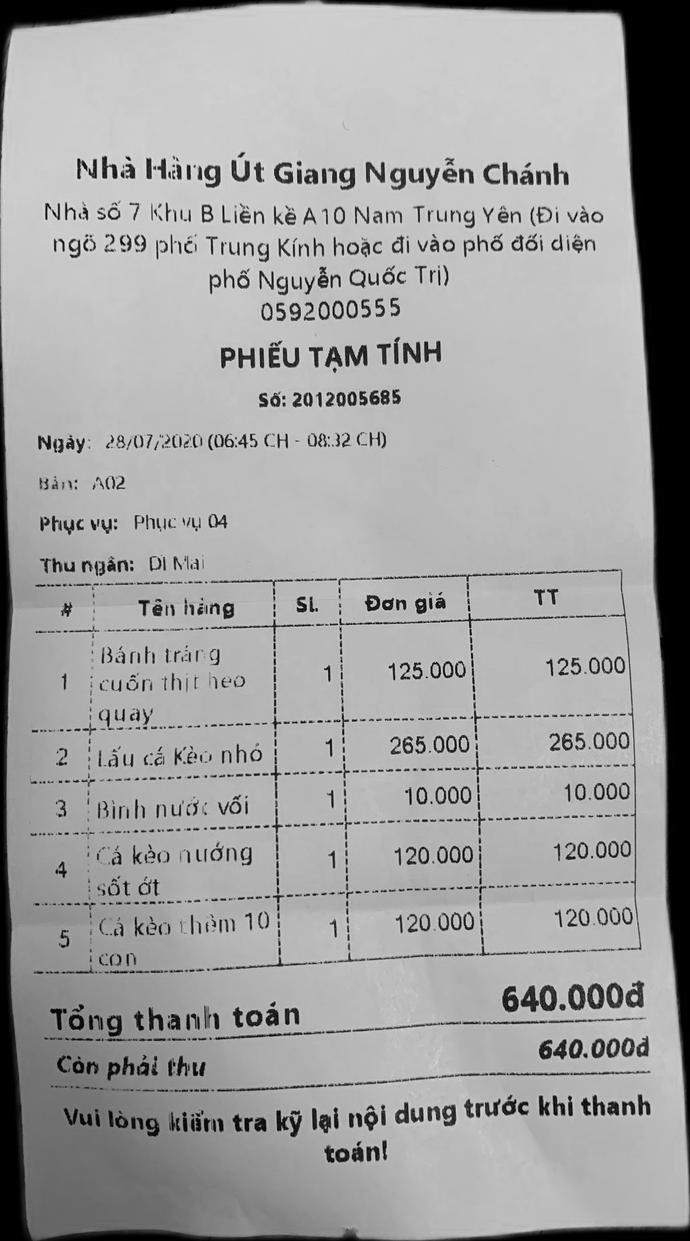 Nhà Hàng Út Giang Nguyễn Chánh
Nhà số 7 Khu B Liền kề A10 Nam Trung Yên (Đi vào
ngõ 299 phố Trung Kính hoặc đi vào phố đối diện
phố Nguyễn Quốc Trị)
0592000555
PHIẾU TẠM TÍNH
Số: 2012005685
Ngày: 28/07/2020 (06:45 CH - 08:32 CH)
Bàn: A02
Phục vụ: Phục vụ 04
Thu ngân: Dì Mai
# Tên hàng SL Đơn giá TT
1 Bánh tráng cuốn thịt heo quay 1 125.000 125.000
2 Lẩu cá Kèo nhỏ 1 265.000 265.000
3 Bình nước vối 1 10.000 10.000
4 Cá kèo nướng sốt ớt 1 120.000 120.000
5 Cá kèo thêm 10 con 1 120.000 120.000
Tổng thanh toán 640.000đ
Còn phải thu 640.000đ
Vui lòng kiểm tra kỹ lại nội dung trước khi thanh
toán!